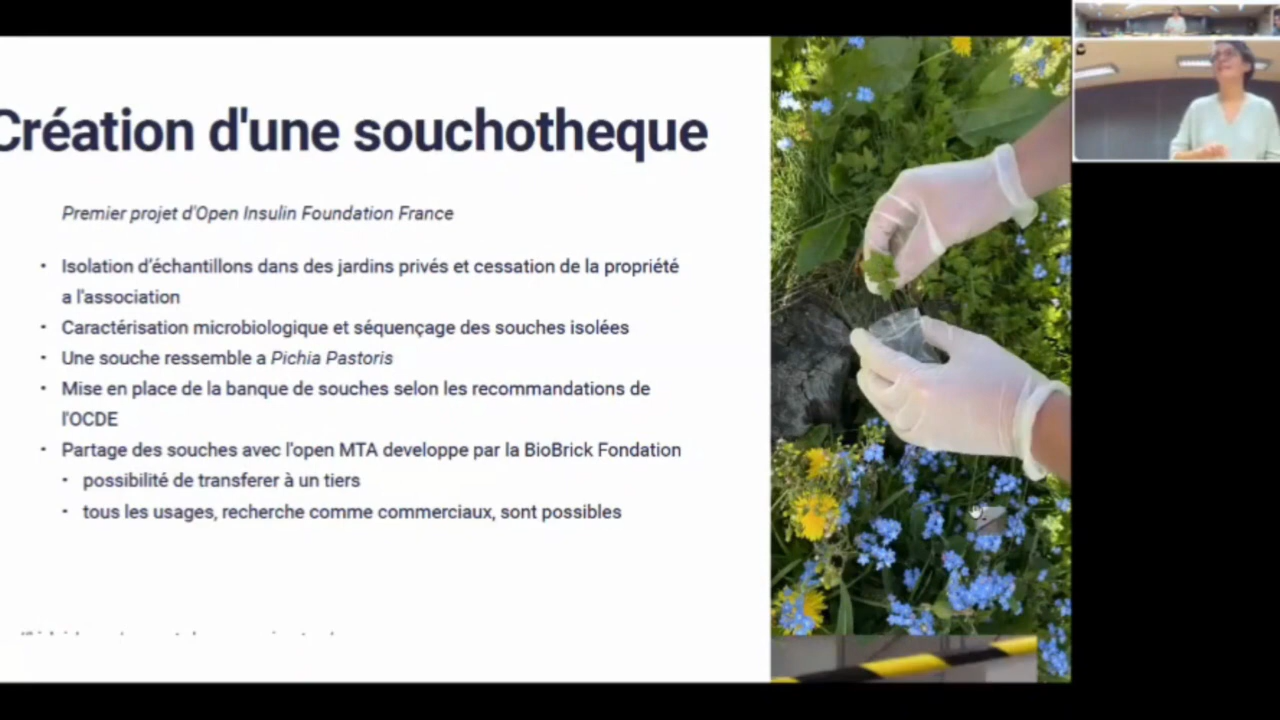 Création d'une souchotheque
Premier projet d'Open Insulin Foundation France
• Isolation d'échantillons dans des jardins privés et cessation de la propriété
a l'association
• Caractérisation microbiologique et séquençage des souches isolées
• Une souche ressemble a Pichia Pastoris
• Mise en place de la banque de souches selon les recommandations de
l'OCDE
• Partage des souches avec l'open MTA developpe par la BioBrick Fondation
• possibilité de transferer à un tiers
• tous les usages, recherche comme commerciaux, sont possibles